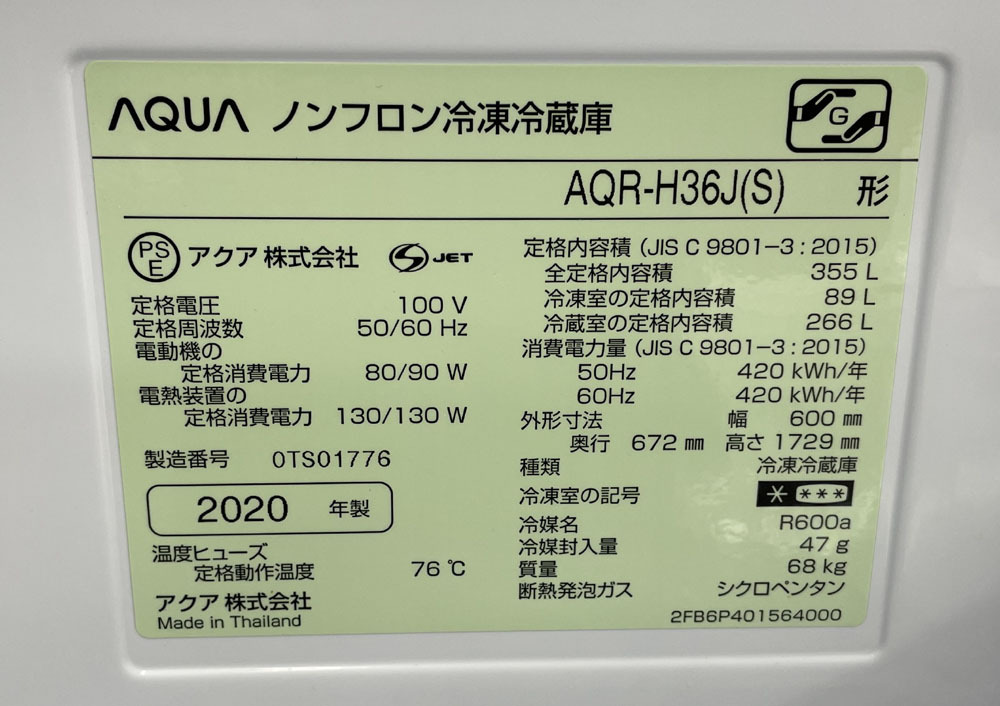 AQUA ノンフロン冷凍冷蔵庫
G
AQR-H36J(S) 形
PSE アクア 株式会社 S JET
定格電圧 100 V
定格周波数 50/60 Hz
電動機の
定格消費電力 80/90 W
電熱装置の
定格消費電力 130/130 W
製造番号 0TS01776
2020 年製
温度ヒューズ
定格動作温度 76 ℃
アクア 株式会社
Made in Thailand
定格内容積 (JIS C 9801-3 : 2015)
全定格内容積 355 L
冷凍室の定格内容積 89 L
冷蔵室の定格内容積 266 L
消費電力量 (JIS C 9801-3 : 2015)
50Hz 420 kWh/年
60Hz 420 kWh/年
外形寸法 幅 600 mm
奥行 672 mm 高さ 1729 mm
種類 冷凍冷蔵庫
冷凍室の記号 * ***
冷媒名 R600a
冷媒封入量 47 g
質量 68 kg
断熱発泡ガス シクロペンタン
2FB6P401564000